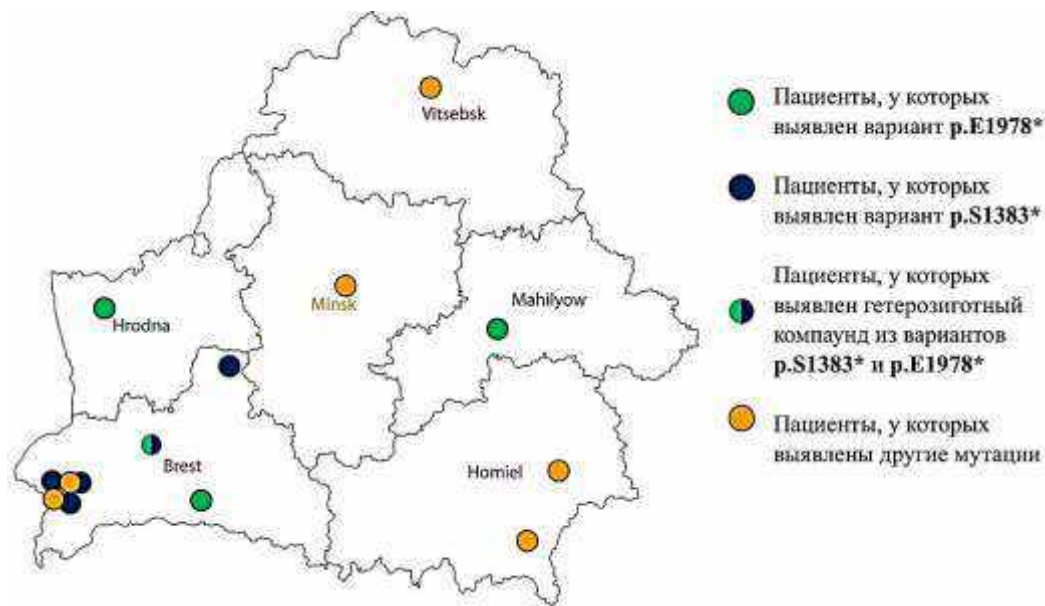 Vitsebsk
Minsk
Mahilyow
Hrodna
Brest
Homiel
Пациенты, у которых
выявлен вариант p.E1978*
Пациенты, у которых
выявлен вариант p.S1383*
Пациенты, у которых
выявлен гетерозиготный
компаунд из вариантов
p.S1383* и p.E1978*
Пациенты, у которых
выявлены другие мутации